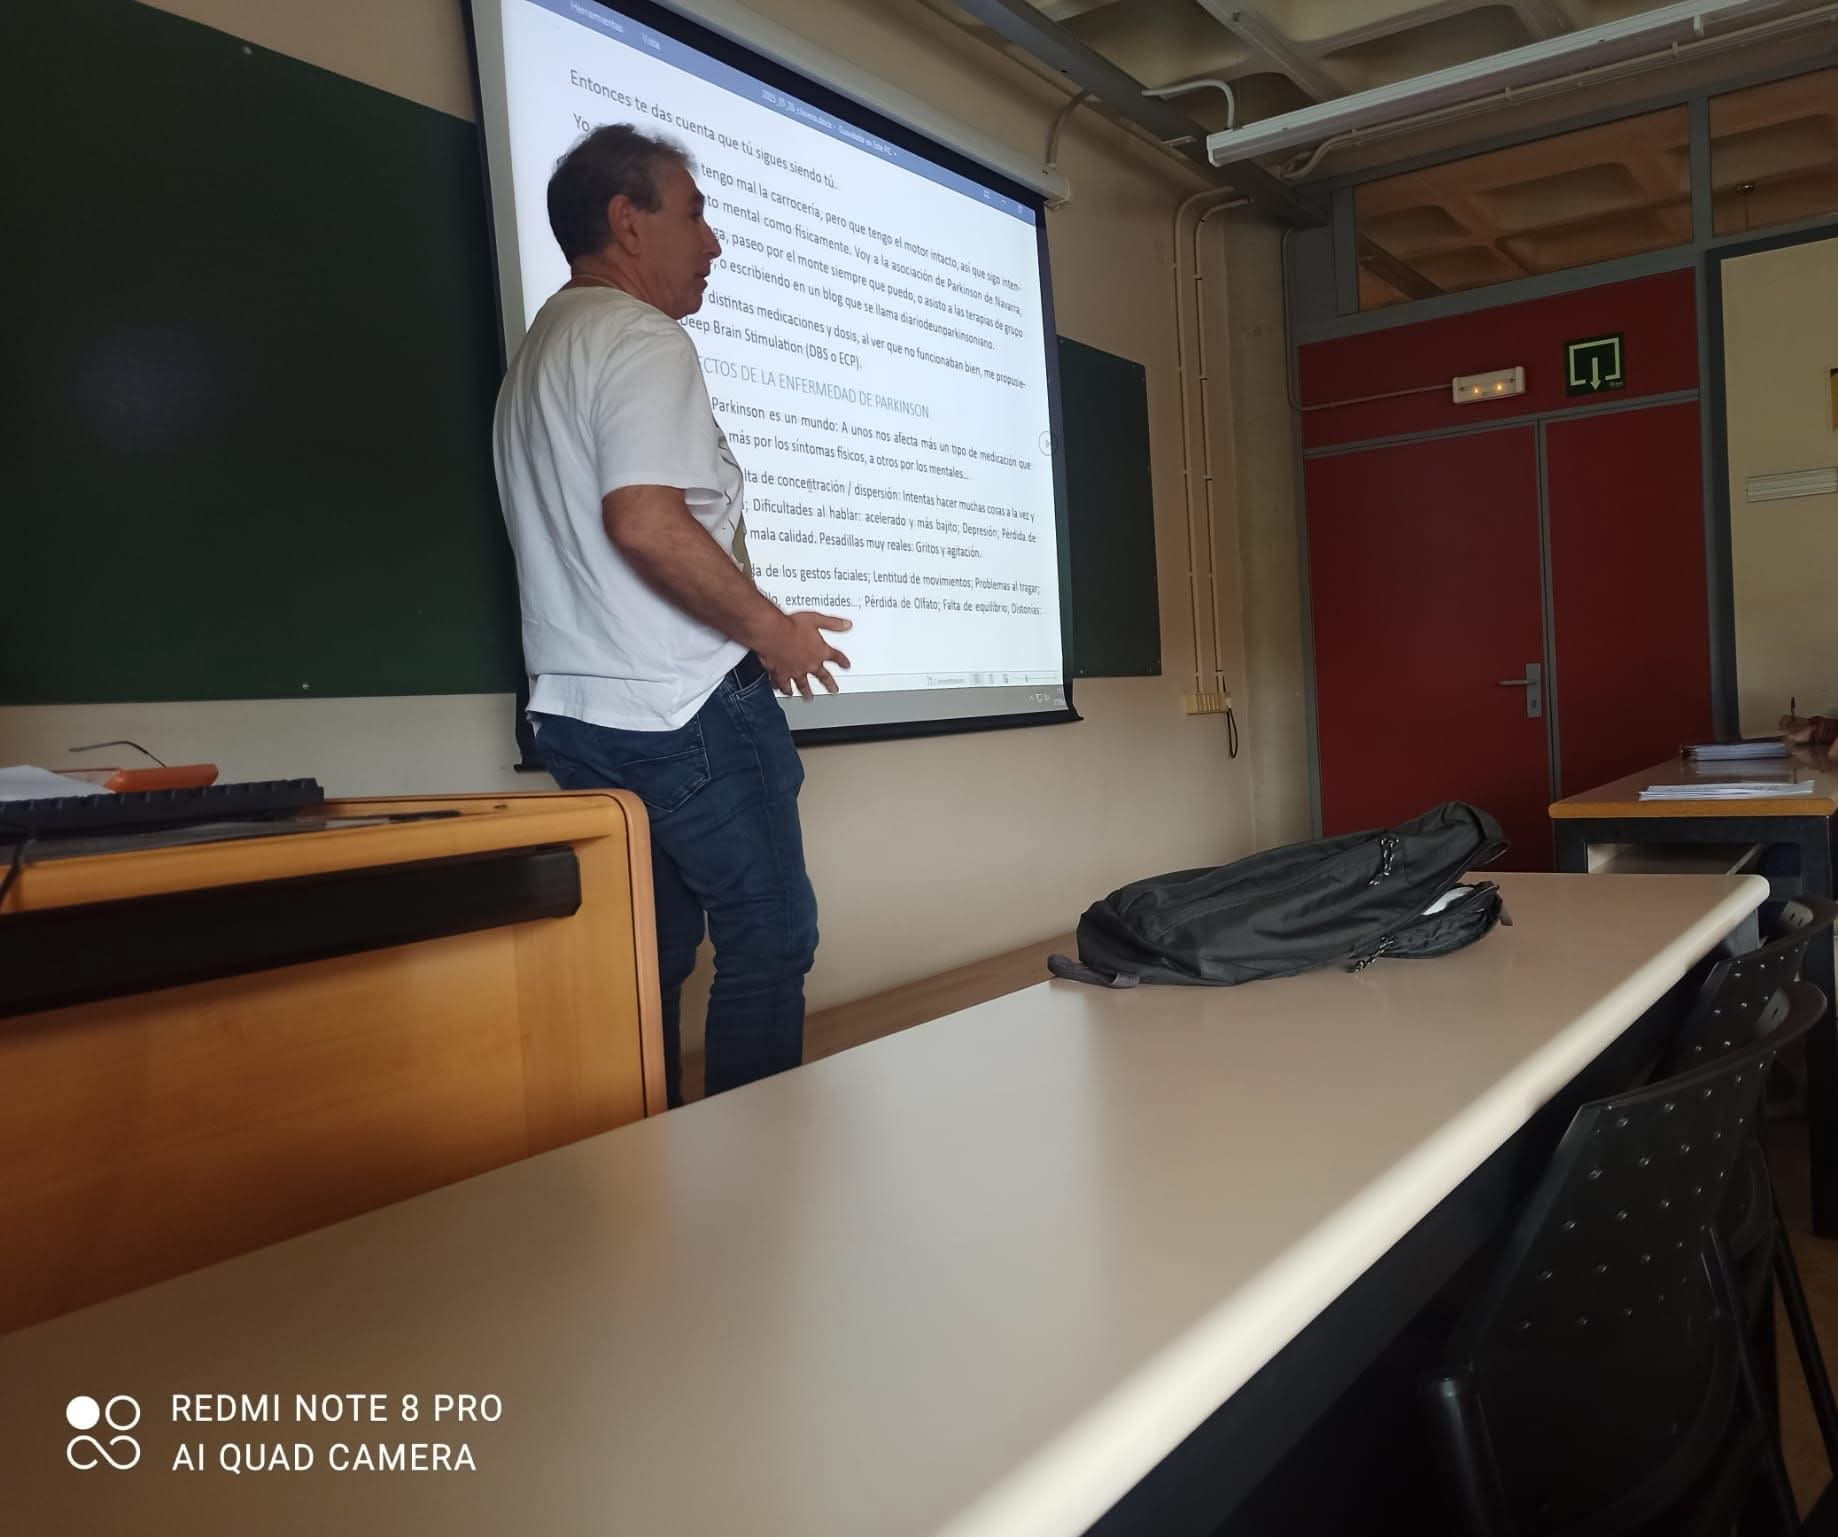 Herramientas Vista
Entonces te das cuenta que tú sigues siendo tú.
Yo
tengo mal la carrocería, pero que tengo el motor intacto, así que sigo inten-
to mental como físicamente. Voy a la asociación de Parkinson de Navarra,
ga, paseo por el monte siempre que puedo, o asisto a las terapias de grupo
, o escribiendo en un blog que se llama diariodeunparkinsoniano.
distintas medicaciones y dosis, al ver que no funcionaban bien, me propusie-
Deep Brain Stimulation (DBS o ECP).
ECTOS DE LA ENFERMEDAD DE PARKINSON
Parkinson es un mundo: A unos nos afecta más un tipo de medicación que
más por los síntomas físicos, a otros por los mentales...
lta de concentración / dispersión: Intentas hacer muchas cosas a la vez y
; Dificultades al hablar: acelerado y más bajito; Depresión; Pérdida de
mala calidad. Pesadillas muy reales: Gritos y agitación.
da de los gestos faciales; Lentitud de movimientos; Problemas al tragar;
llo, extremidades...; Pérdida de Olfato; Falta de equilibrio; Distonías:
REDMI NOTE 8 PRO
AI QUAD CAMERA